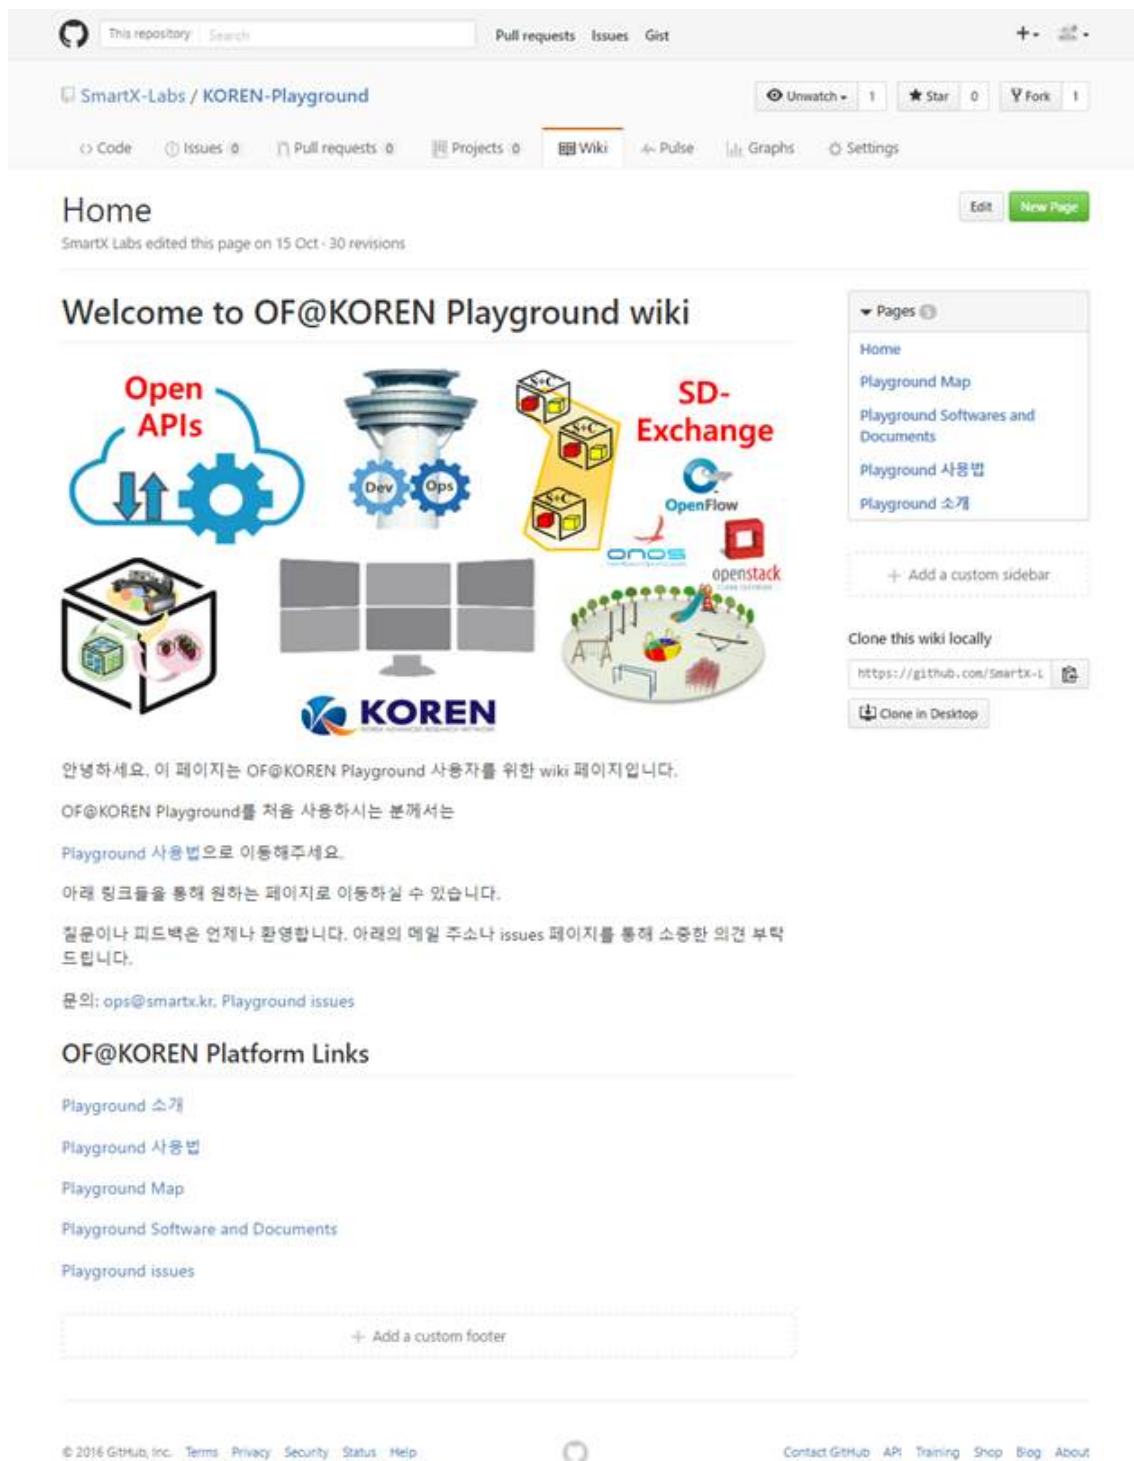 This repository Search Pull requests Issues Gist
SmartX-Labs / KOREN-Playground
Unwatch 1 Star 0 Fork 1
Code Issues 0 Pull requests 0 Projects 0 Wiki Pulse Graphs Settings
Home
Edit New Page
SmartX Labs edited this page on 15 Oct · 30 revisions
Welcome to OF@KOREN Playground wiki
Open
APIs
Dev Ops
S+C
S+C
S+C
SD-
Exchange
OpenFlow
onos
openstack
KOREN
안녕하세요. 이 페이지는 OF@KOREN Playground 사용자를 위한 wiki 페이지입니다.
OF@KOREN Playground를 처음 사용하시는 분께서는
Playground 사용법으로 이동해주세요.
아래 링크들을 통해 원하는 페이지로 이동하실 수 있습니다.
질문이나 피드백은 언제나 환영합니다. 아래의 메일 주소나 issues 페이지를 통해 소중한 의견 부탁
드립니다.
문의: ops@smartx.kr, Playground issues
OF@KOREN Platform Links
Playground 소개
Playground 사용법
Playground Map
Playground Software and Documents
Playground issues
+ Add a custom footer
Pages 5
Home
Playground Map
Playground Softwares and
Documents
Playground 사용법
Playground 소개
+ Add a custom sidebar
Clone this wiki locally
https://github.com/SmartX-L
Clone in Desktop
© 2016 GitHub, Inc. Terms Privacy Security Status Help
Contact GitHub API Training Shop Blog About